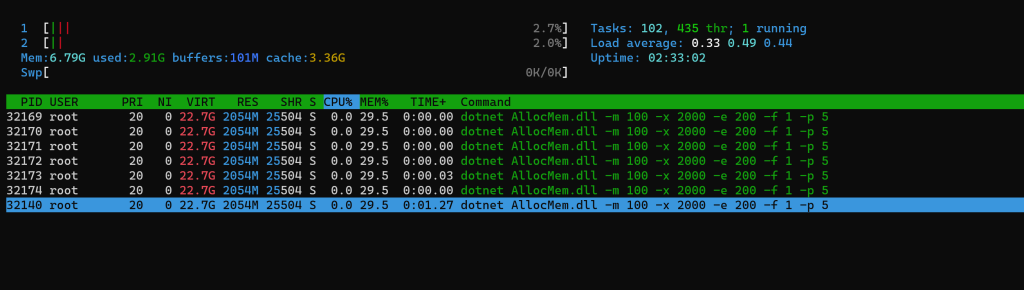 1 [||| 2.7%] Tasks: 102, 435 thr; 1 running
2 [|| 2.0%] Load average: 0.33 0.49 0.44
Mem:6.79G used:2.91G buffers:101M cache:3.36G Uptime: 02:33:02
Swp[ 0K/0K]
PID USER PRI NI VIRT RES SHR S CPU% MEM% TIME+ Command
32169 root 20 0 22.7G 2054M 25504 S 0.0 29.5 0:00.00 dotnet AllocMem.dll -m 100 -x 2000 -e 200 -f 1 -p 5
32170 root 20 0 22.7G 2054M 25504 S 0.0 29.5 0:00.00 dotnet AllocMem.dll -m 100 -x 2000 -e 200 -f 1 -p 5
32171 root 20 0 22.7G 2054M 25504 S 0.0 29.5 0:00.00 dotnet AllocMem.dll -m 100 -x 2000 -e 200 -f 1 -p 5
32172 root 20 0 22.7G 2054M 25504 S 0.0 29.5 0:00.00 dotnet AllocMem.dll -m 100 -x 2000 -e 200 -f 1 -p 5
32173 root 20 0 22.7G 2054M 25504 S 0.0 29.5 0:00.03 dotnet AllocMem.dll -m 100 -x 2000 -e 200 -f 1 -p 5
32174 root 20 0 22.7G 2054M 25504 S 0.0 29.5 0:00.00 dotnet AllocMem.dll -m 100 -x 2000 -e 200 -f 1 -p 5
32140 root 20 0 22.7G 2054M 25504 S 0.0 29.5 0:01.27 dotnet AllocMem.dll -m 100 -x 2000 -e 200 -f 1 -p 5